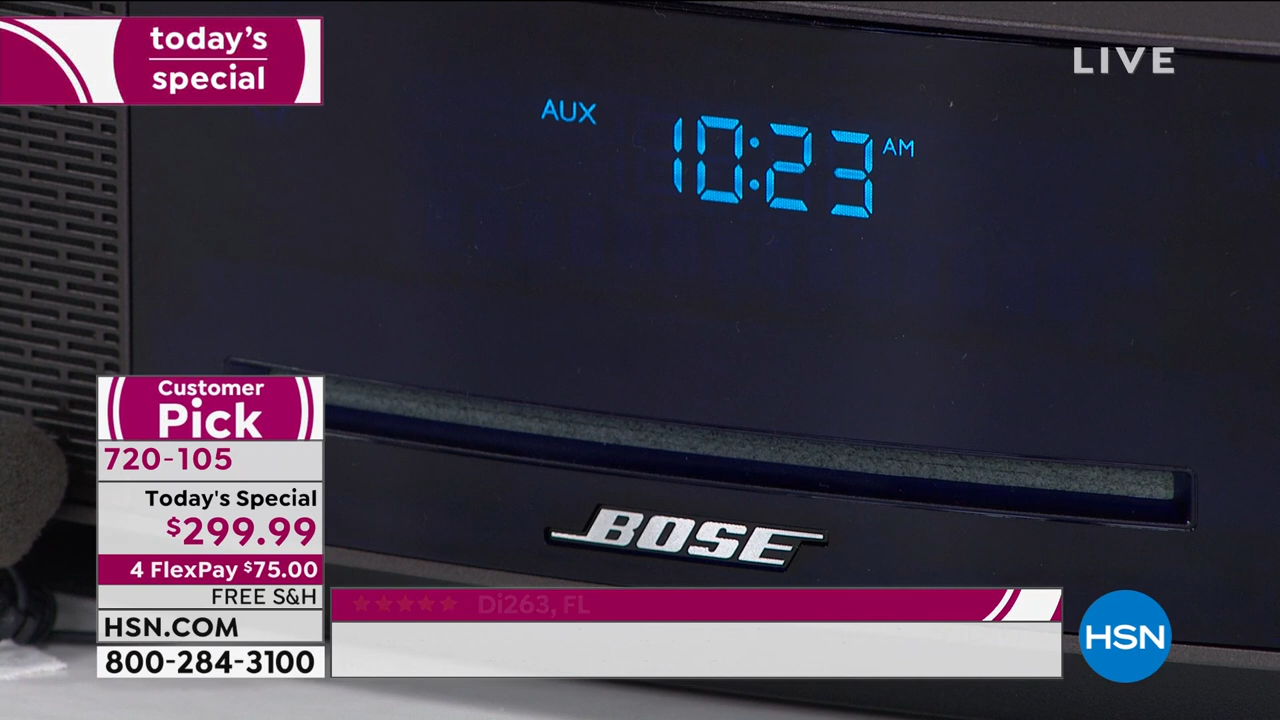 today's
special
LIVE
AUX 10:23 AM
Customer
Pick
720-105
Today's Special
$299.99
4 FlexPay $75.00
FREE S&H
HSN.COM
800-284-3100
BOSE
★★★★★ Di263, FL
HSN